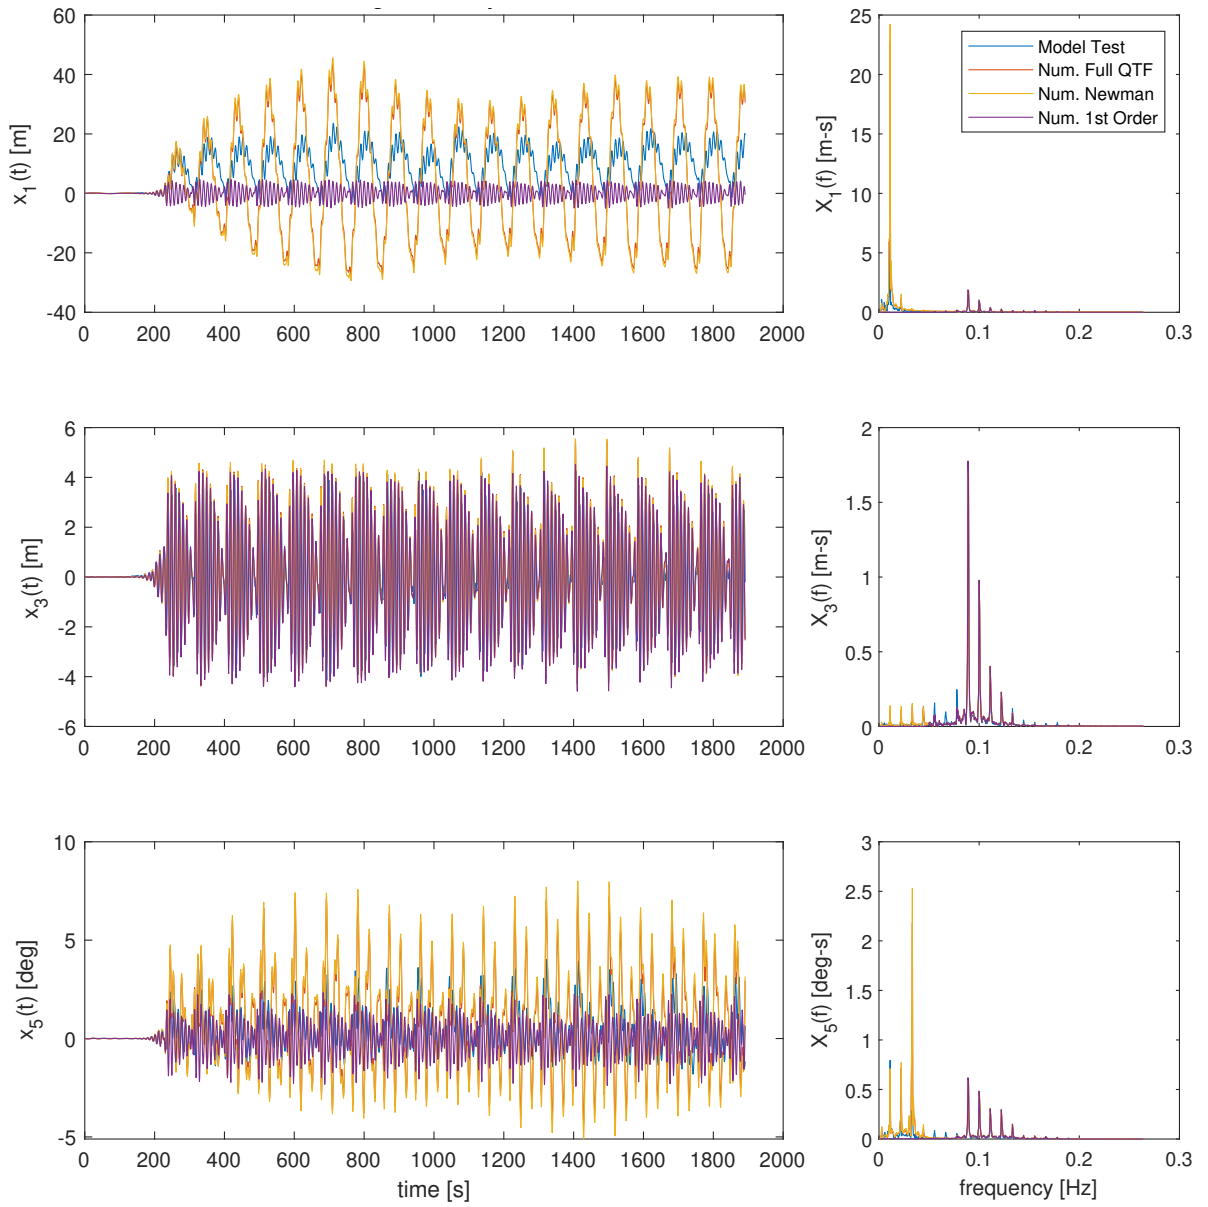 60
40
20
0
-20
-40
x1(t) [m]
0 200 400 600 800 1000 1200 1400 1600 1800 2000
25
20
15
10
5
0
X1(t) [m-s]
0 0.1 0.2 0.3
Model Test
Num. Full QTF
Num. Newman
Num. 1st Order
6
4
2
0
-2
-4
-6
x3(t) [m]
0 200 400 600 800 1000 1200 1400 1600 1800 2000
2
1.5
1
0.5
0
X3(f) [m-s]
0 0.1 0.2 0.3
10
5
0
-5
x5(t) [deg]
0 200 400 600 800 1000 1200 1400 1600 1800 2000
time [s]
3
2.5
2
1.5
1
0.5
0
X5(f) [deg-s]
0 0.1 0.2 0.3
frequency [Hz]